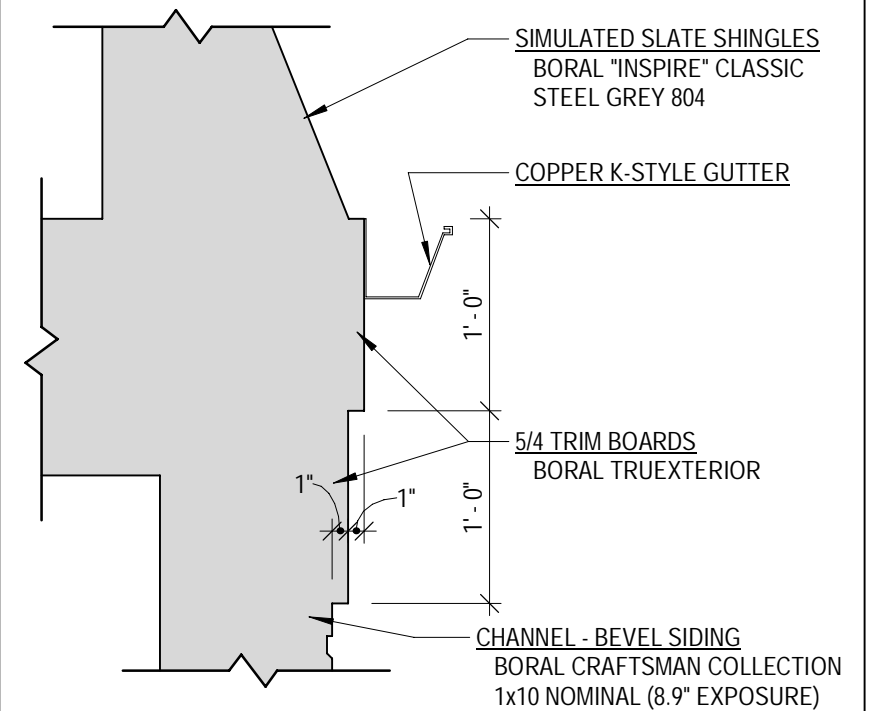 SIMULATED SLATE SHINGLES
BORAL "INSPIRE" CLASSIC
STEEL GREY 804
COPPER K-STYLE GUTTER
1' - 0"
5/4 TRIM BOARDS
BORAL TRUEXTERIOR
1"
1"
1' - 0"
CHANNEL - BEVEL SIDING
BORAL CRAFTSMAN COLLECTION
1x10 NOMINAL (8.9" EXPOSURE)